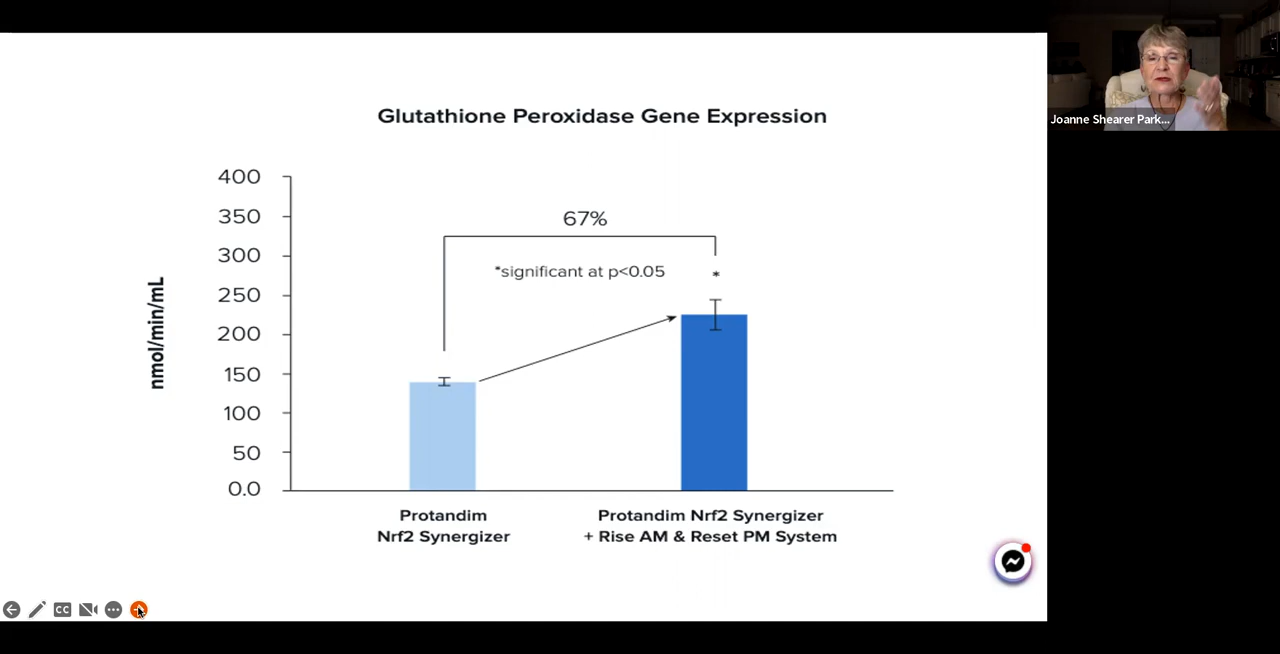 Glutathione Peroxidase Gene Expression
400
350
300
250
200
150
100
50
0.0
nmol/min/mL
67%
*significant at p<0.05
*
Protandim
Nrf2 Synergizer
Protandim Nrf2 Synergizer
+ Rise AM & Reset PM System
Joanne Shearer Park...
CC